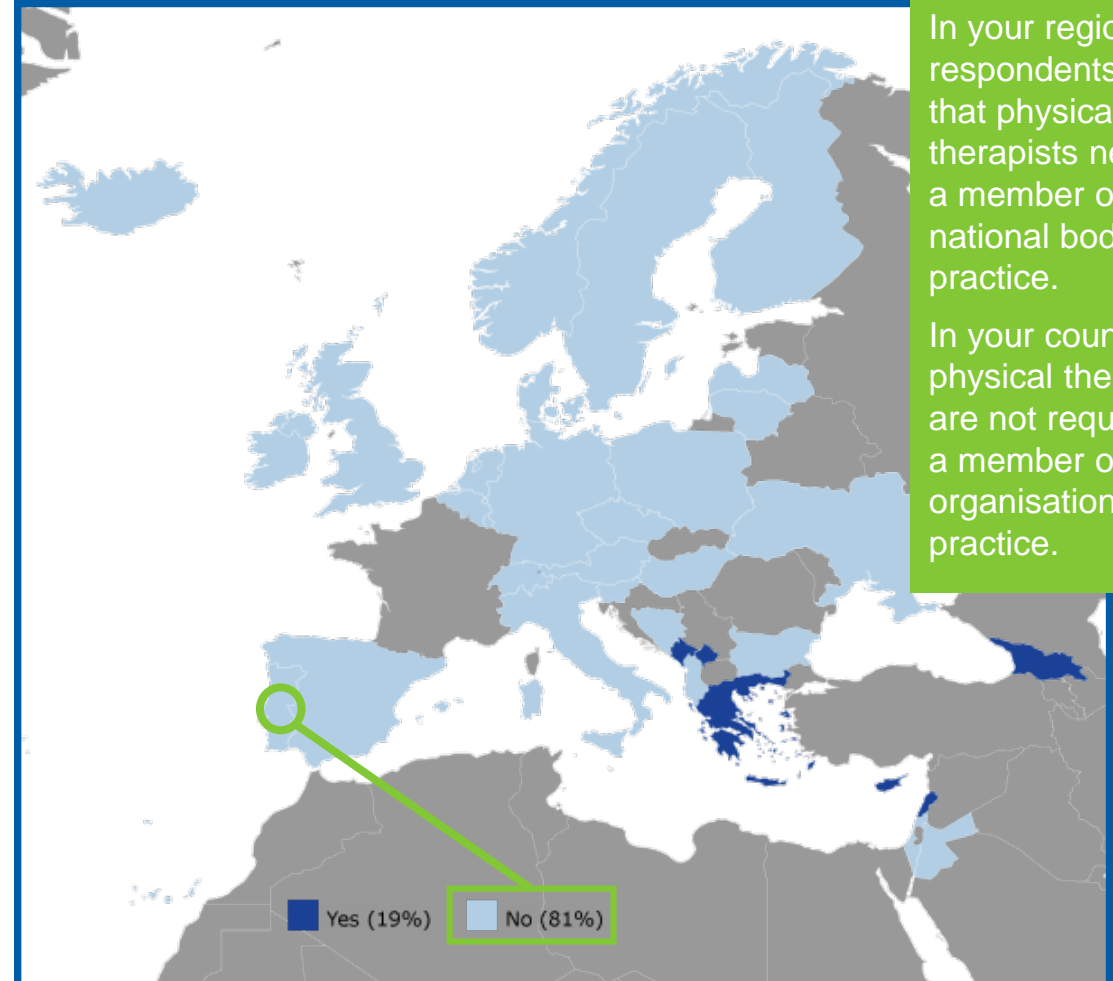 In your regio
respondents
that physica
therapists ne
a member o
national bod
practice.
In your coun
physical the
are not requ
a member o
organisation
practice.
Yes (19%)
No (81%)